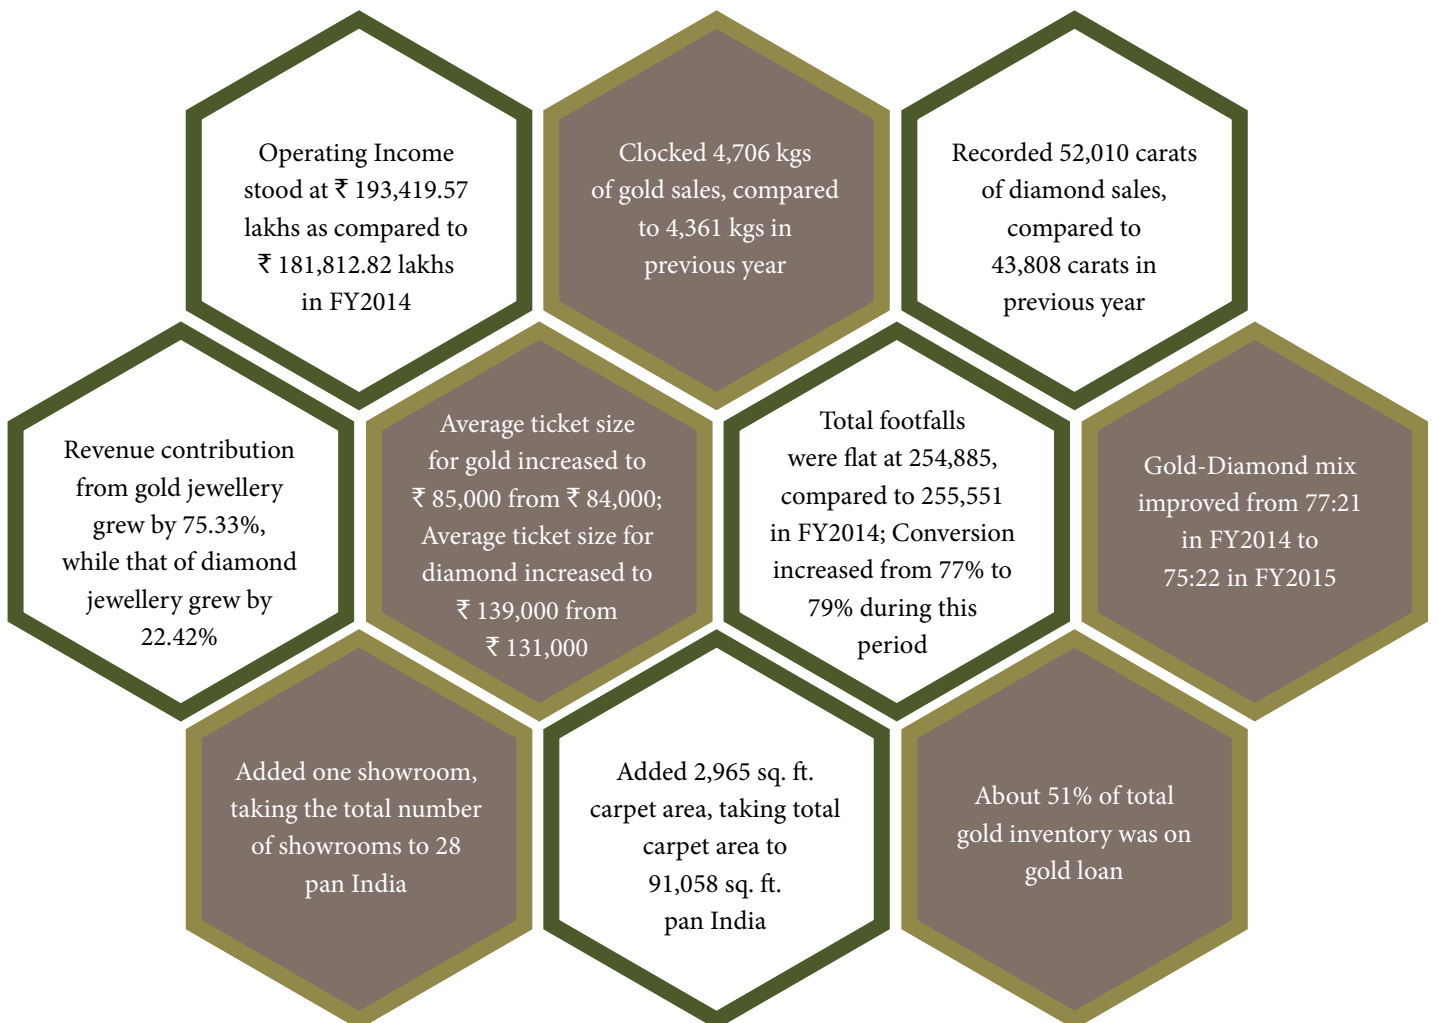 Operating Income
stood at ₹ 193,419.57
lakhs as compared to
₹ 181,812.82 lakhs
in FY2014
Clocked 4,706 kgs
of gold sales, compared
to 4,361 kgs in
previous year
Recorded 52,010 carats
of diamond sales,
compared to
43,808 carats in
previous year
Revenue contribution
from gold jewellery
grew by 75.33%,
while that of diamond
jewellery grew by
22.42%
Average ticket size
for gold increased to
₹ 85,000 from ₹ 84,000;
Average ticket size for
diamond increased to
₹ 139,000 from
₹ 131,000
Total footfalls
were flat at 254,885,
compared to 255,551
in FY2014; Conversion
increased from 77% to
79% during this
period
Gold-Diamond mix
improved from 77:21
in FY2014 to
75:22 in FY2015
Added one showroom,
taking the total number
of showrooms to 28
pan India
Added 2,965 sq. ft.
carpet area, taking total
carpet area to
91,058 sq. ft.
pan India
About 51% of total
gold inventory was on
gold loan